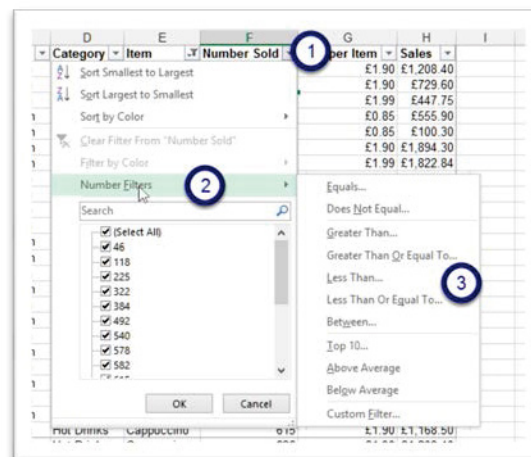 D E F G H I
Category Item Number Sold 1 per Item Sales
Sort Smallest to Largest
Sort Largest to Smallest
Sort by Color
Clear Filter From "Number Sold"
Filter by Color
Number Filters 2
Search
(Select All)
46
118
225
322
384
492
540
578
582
OK Cancel
£1.90 £1,208.40
£1.90 £729.60
£1.99 £447.75
£0.85 £555.90
£0.85 £100.30
£1.90 £1,894.30
£1.99 £1,822.84
Equals...
Does Not Equal...
Greater Than...
Greater Than Or Equal To...
Less Than...
3
Less Than Or Equal To...
Between...
Top 10...
Above Average
Below Average
Custom Filter...
Hot Drinks Cappuccino 615 £1.90 £1,168.50